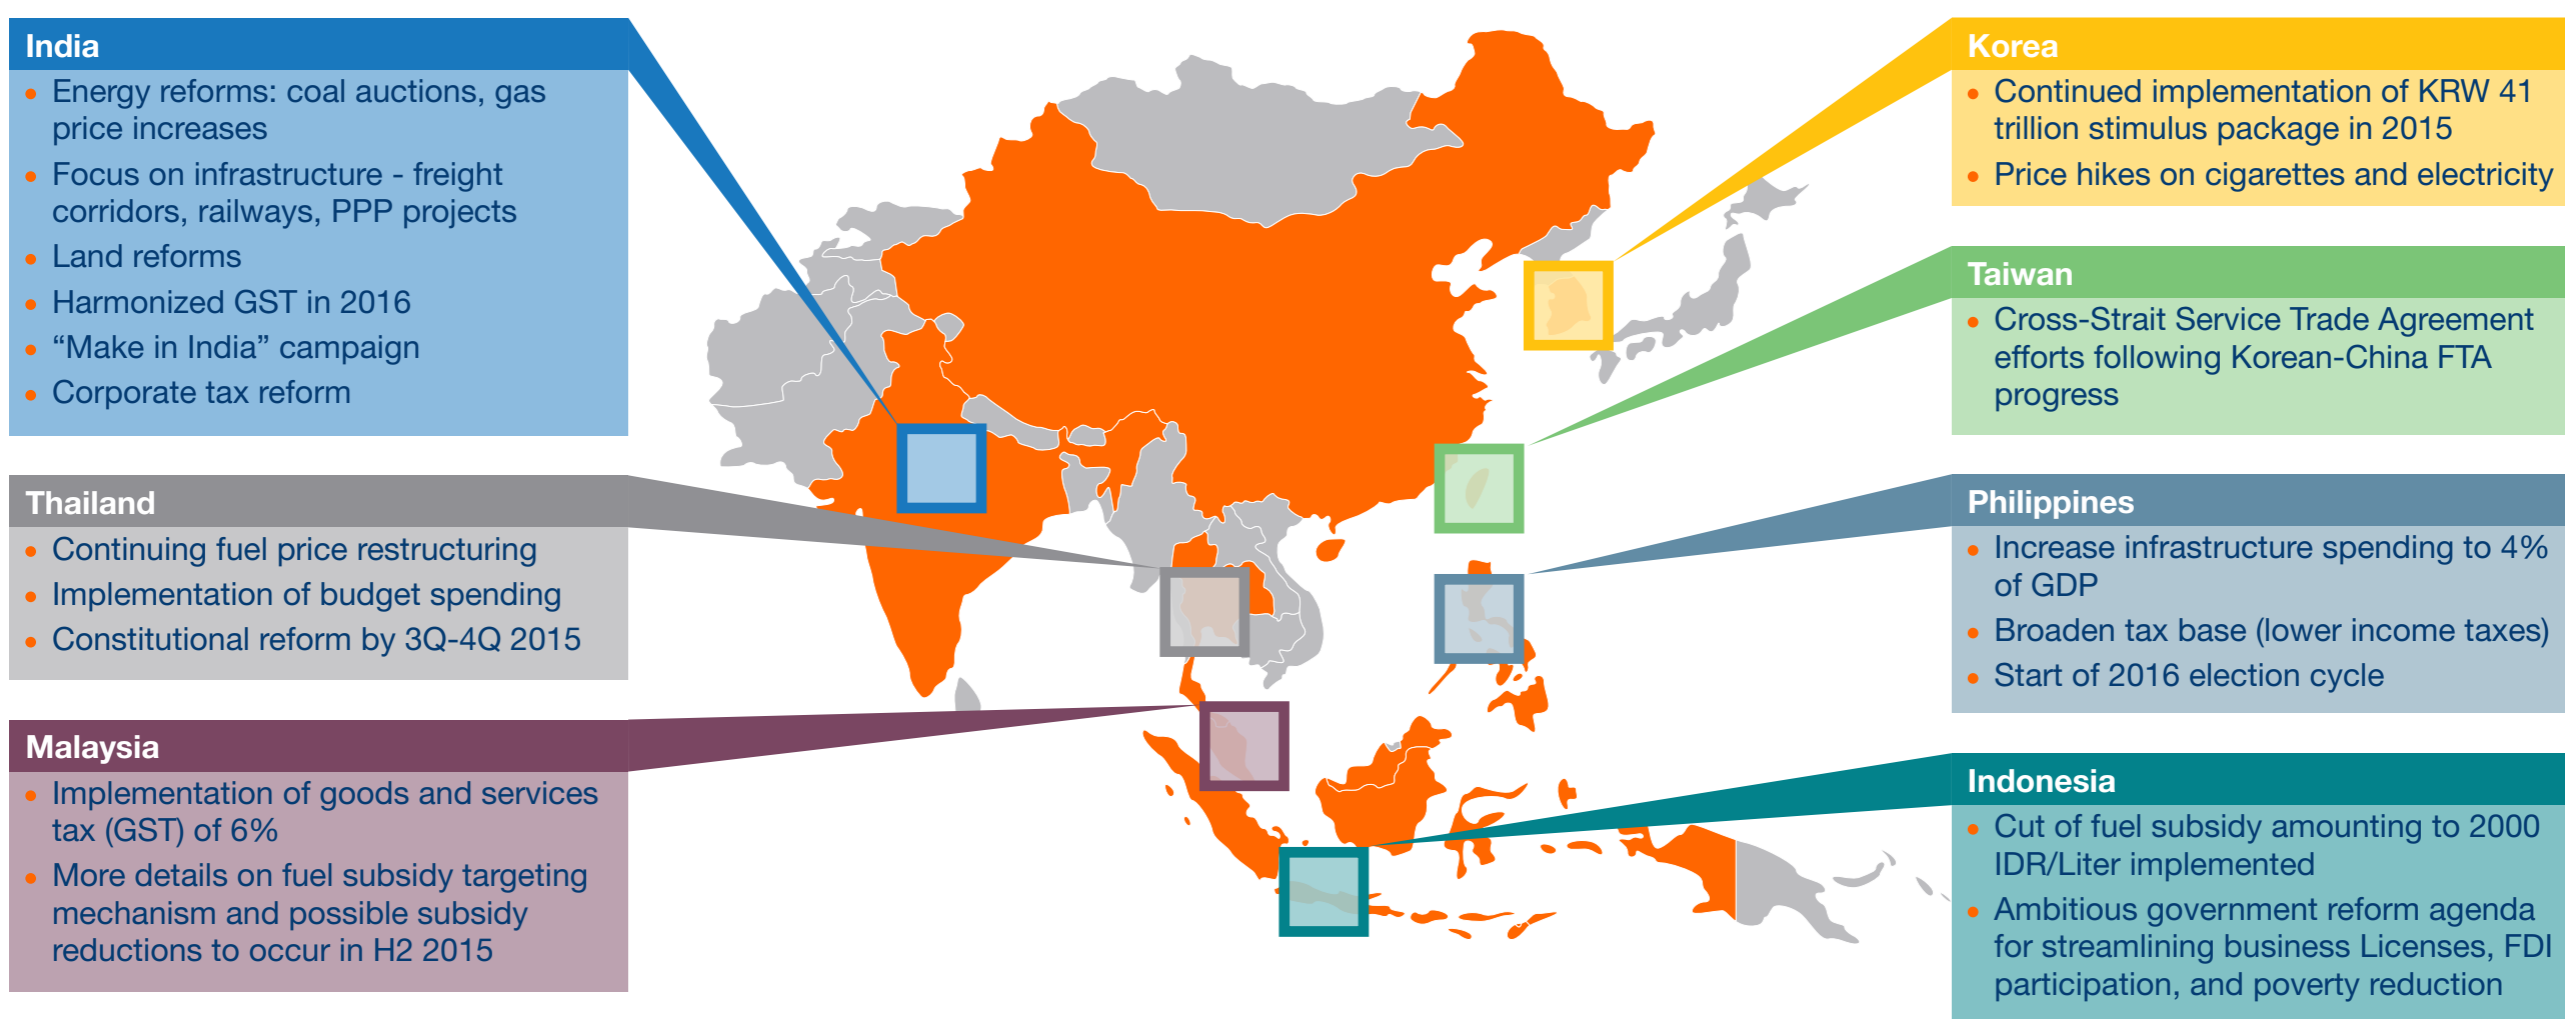 India
• Energy reforms: coal auctions, gas
price increases
• Focus on infrastructure - freight
corridors, railways, PPP projects
• Land reforms
• Harmonized GST in 2016
• “Make in India” campaign
• Corporate tax reform
Thailand
• Continuing fuel price restructuring
• Implementation of budget spending
• Constitutional reform by 3Q-4Q 2015
Malaysia
• Implementation of goods and services
tax (GST) of 6%
• More details on fuel subsidy targeting
mechanism and possible subsidy
reductions to occur in H2 2015
Korea
• Continued implementation of KRW 41
trillion stimulus package in 2015
• Price hikes on cigarettes and electricity
Taiwan
• Cross-Strait Service Trade Agreement
efforts following Korean-China FTA
progress
Philippines
• Increase infrastructure spending to 4%
of GDP
• Broaden tax base (lower income taxes)
• Start of 2016 election cycle
Indonesia
• Cut of fuel subsidy amounting to 2000
IDR/Liter implemented
• Ambitious government reform agenda
for streamlining business Licenses, FDI
participation, and poverty reduction